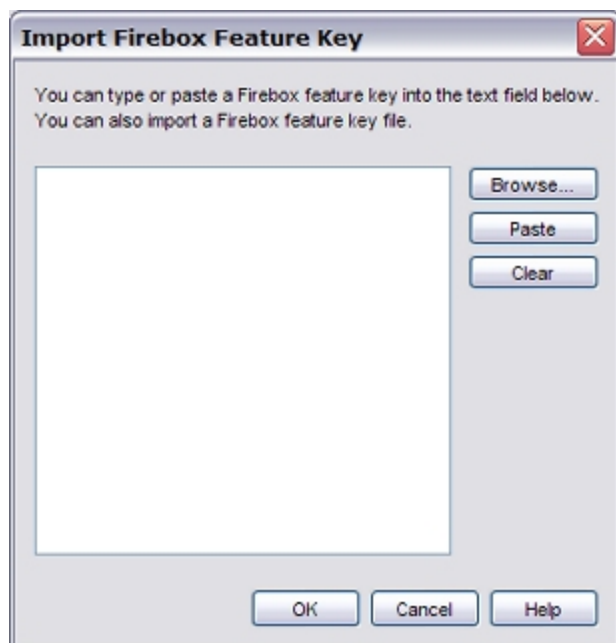 Import Firebox Feature Key
You can type or paste a Firebox feature key into the text field below.
You can also import a Firebox feature key file.
Browse...
Paste
Clear
OK Cancel Help